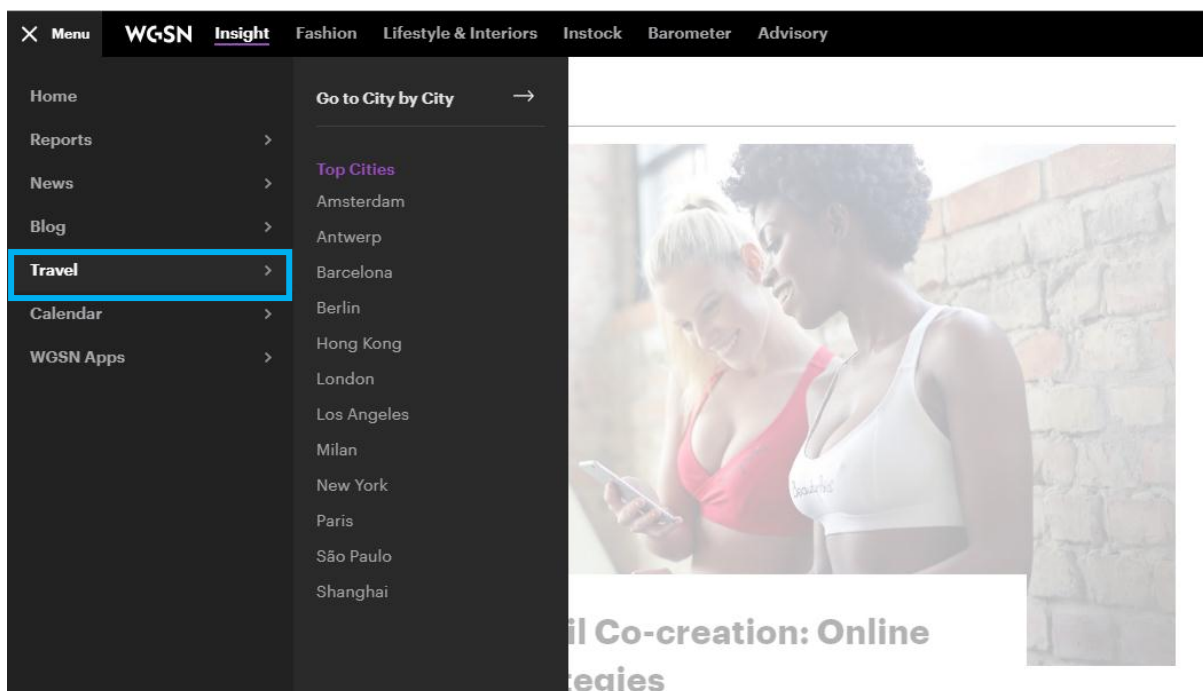 Menu WGSN Insight Fashion Lifestyle & Interiors Instock Barometer Advisory
Home
Reports
News
Blog
Travel
Calendar
WGSN Apps
Go to City by City
Top Cities
Amsterdam
Antwerp
Barcelona
Berlin
Hong Kong
London
Los Angeles
Milan
New York
Paris
São Paulo
Shanghai
il Co-creation: Online
tegies